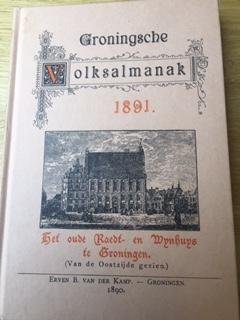 Groningsche
Volksalmanak
1891.
Het oude Raedt- en Wynhuys
te Groningen.
(Van de Oostzijde gezien.)
Erven B. van der Kamp. — Groningen.
1890.